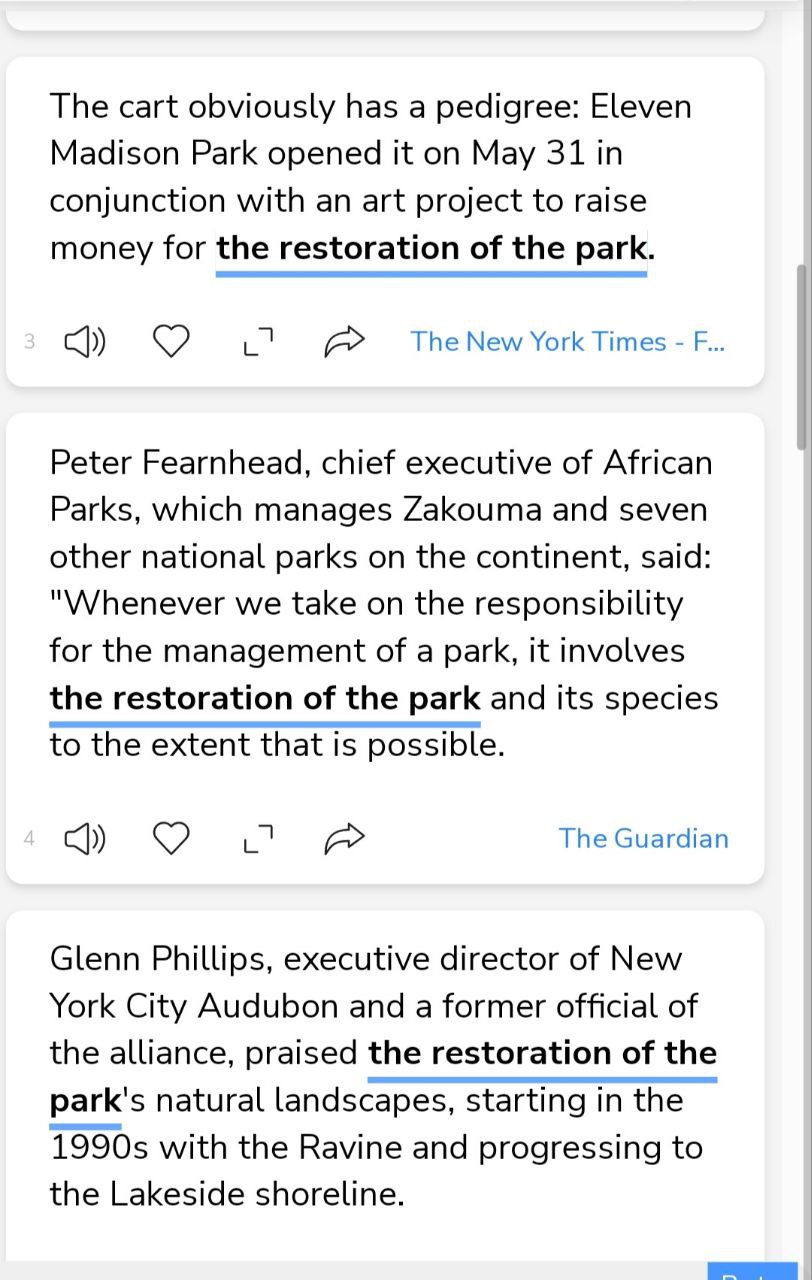 The cart obviously has a pedigree: Eleven
Madison Park opened it on May 31 in
conjunction with an art project to raise
money for the restoration of the park.
3
The New York Times - F...
Peter Fearnhead, chief executive of African
Parks, which manages Zakouma and seven
other national parks on the continent, said:
"Whenever we take on the responsibility
for the management of a park, it involves
the restoration of the park and its species
to the extent that is possible.
4
The Guardian
Glenn Phillips, executive director of New
York City Audubon and a former official of
the alliance, praised the restoration of the
park's natural landscapes, starting in the
1990s with the Ravine and progressing to
the Lakeside shoreline.